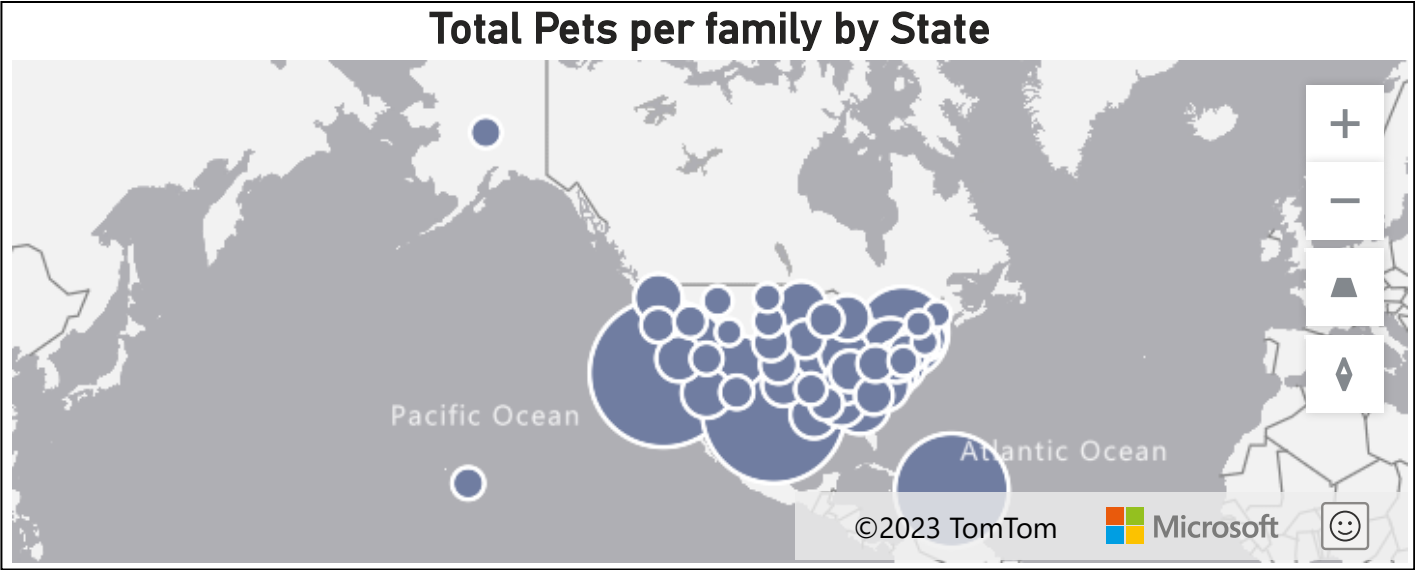 Total Pets per family by State
Pacific Ocean
Atlantic Ocean
©2023 TomTom
Microsoft